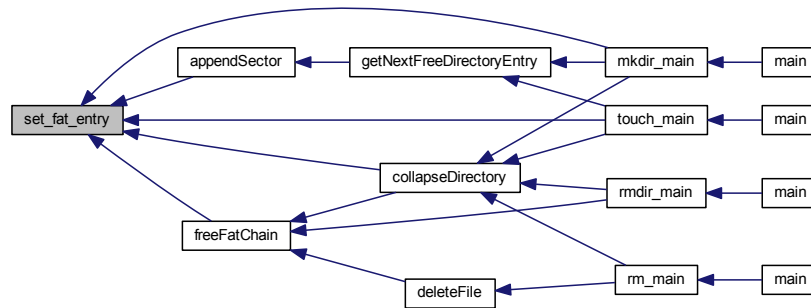 appendSector
getNextFreeDirectoryEntry
mkdir_main
main
set_fat_entry
touch_main
main
collapseDirectory
rmdir_main
main
freeFatChain
deleteFile
rm_main
main